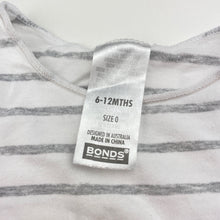 6-12MTHS
SIZE 0
DESIGNED IN AUSTRALIA
MADE IN CHINA
BONDS